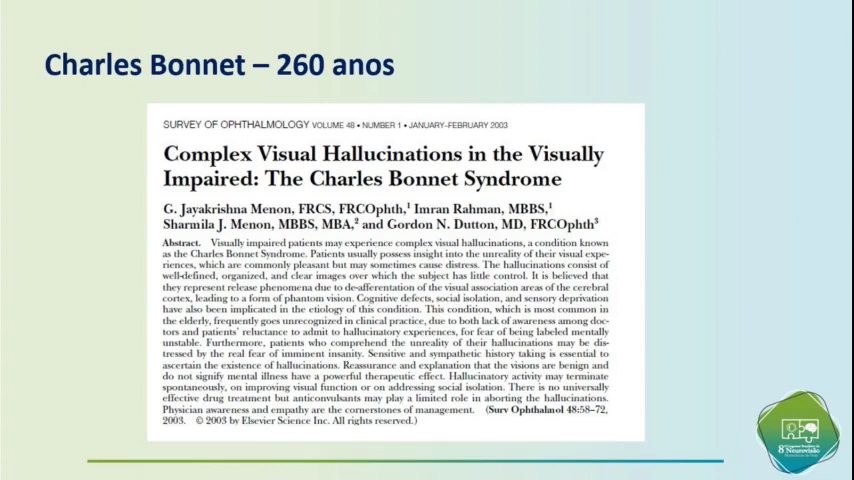 Charles Bonnet – 260 anos
SURVEY OF OPHTHALMOLOGY VOLUME 48 • NUMBER 1 • JANUARY–FEBRUARY 2003
Complex Visual Hallucinations in the Visually
Impaired: The Charles Bonnet Syndrome
G. Jayakrishna Menon, FRCS, FRCOphth,¹ Imran Rahman, MBBS,¹
Sharmila J. Menon, MBBS, MBA,² and Gordon N. Dutton, MD, FRCOphth³
Abstract. Visually impaired patients may experience complex visual hallucinations, a condition known
as the Charles Bonnet Syndrome. Patients usually possess insight into the unreality of their visual expe-
riences, which are commonly pleasant but may sometimes cause distress. The hallucinations consist of
well-defined, organized, and clear images over which the subject has little control. It is believed that
they represent release phenomena due to de-afferentation of the visual association areas of the cerebral
cortex, leading to a form of phantom vision. Cognitive defects, social isolation, and sensory deprivation
have also been implicated in the etiology of this condition. This condition, which is most common in
the elderly, frequently goes unrecognized in clinical practice, due to both lack of awareness among doc-
tors and patients' reluctance to admit to hallucinatory experiences, for fear of being labeled mentally
unstable. Furthermore, patients who comprehend the unreality of their hallucinations may be dis-
tressed by the real fear of imminent insanity. Sensitive and sympathetic history taking is essential to
ascertain the existence of hallucinations. Reassurance and explanation that the visions are benign and
do not signify mental illness have a powerful therapeutic effect. Hallucinatory activity may terminate
spontaneously, on improving visual function or on addressing social isolation. There is no universally
effective drug treatment but anticonvulsants may play a limited role in aborting the hallucinations.
Physician awareness and empathy are the cornerstones of management. (Surv Ophthalmol 48:58–72,
2003. © 2003 by Elsevier Science Inc. All rights reserved.)
8
Neurovisão